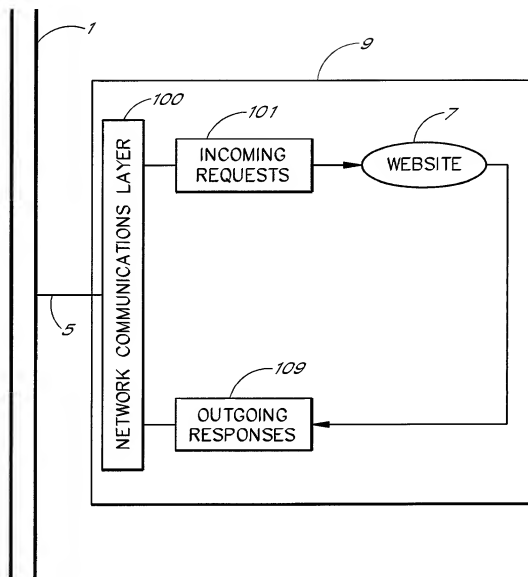 1
9
100
101
7
NETWORK COMMUNICATIONS LAYER
INCOMING
REQUESTS
WEBSITE
5
109
OUTGOING
RESPONSES